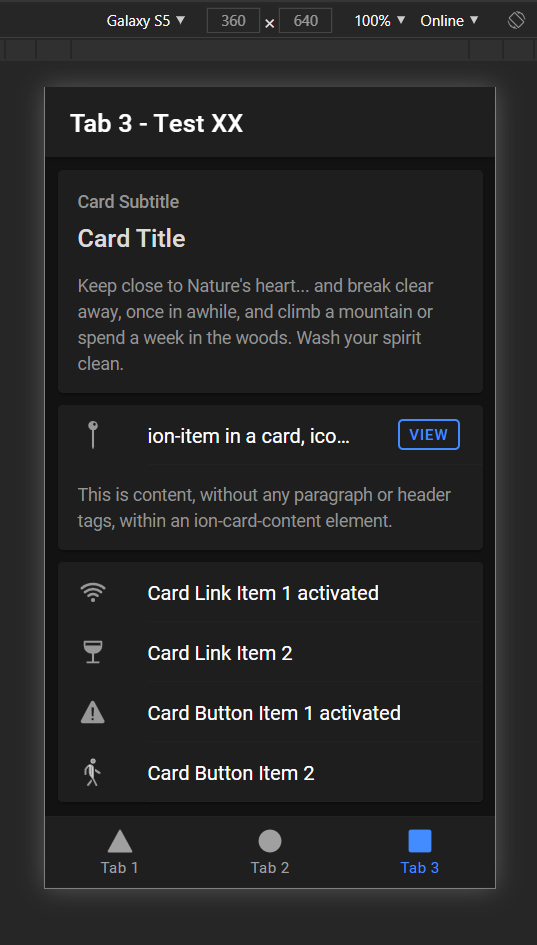 Galaxy S5 ▼ 360 × 640 100% ▼ Online ▼
Tab 3 - Test XX
Card Subtitle
Card Title
Keep close to Nature's heart... and break clear
away, once in awhile, and climb a mountain or
spend a week in the woods. Wash your spirit
clean.
ion-item in a card, ico... VIEW
This is content, without any paragraph or header
tags, within an ion-card-content element.
Card Link Item 1 activated
Card Link Item 2
Card Button Item 1 activated
Card Button Item 2
Tab 1 Tab 2 Tab 3